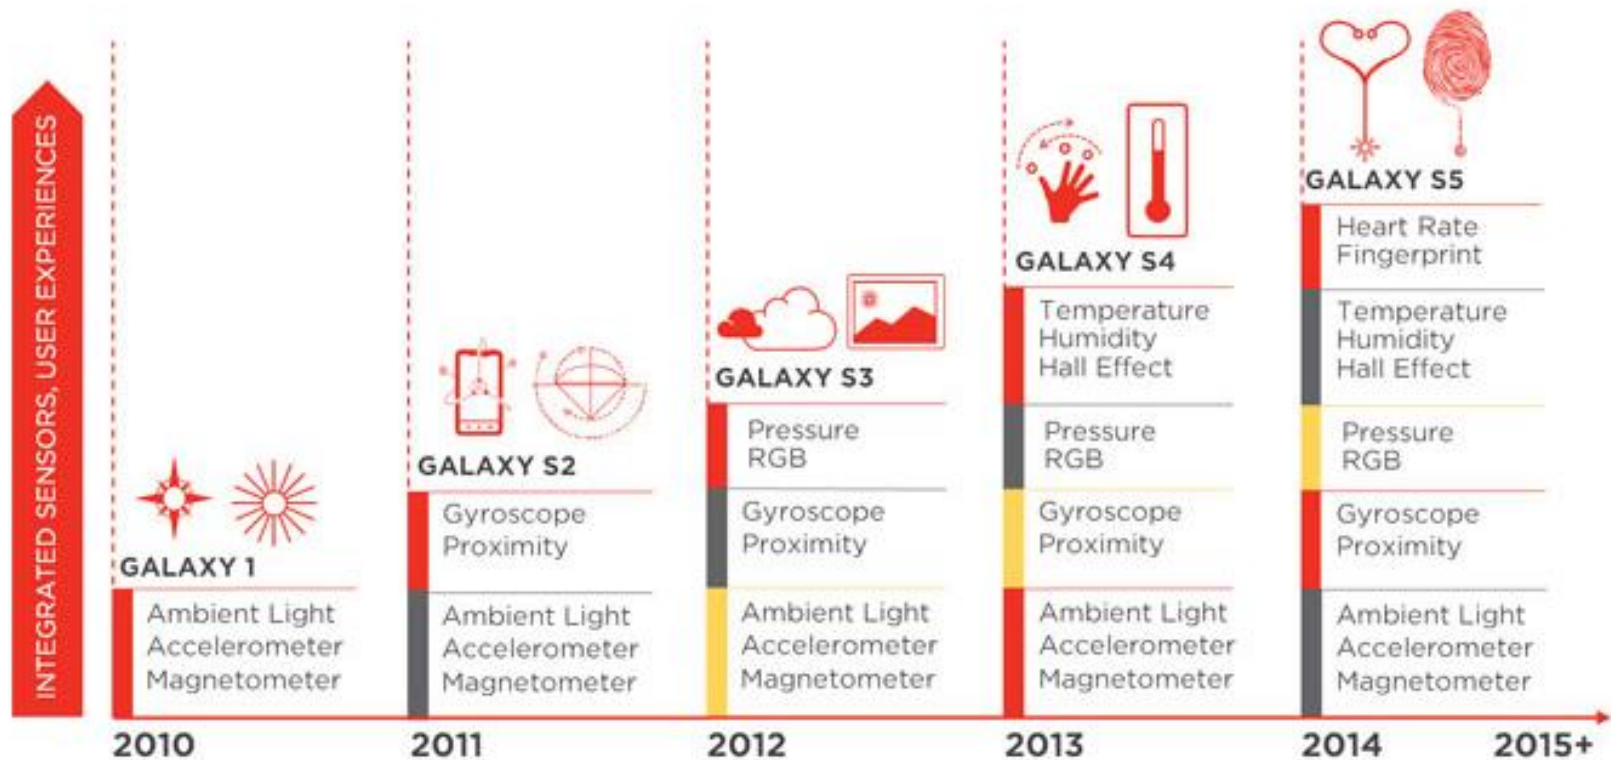 INTEGRATED SENSORS, USER EXPERIENCES
GALAXY 1
Ambient Light
Accelerometer
Magnetometer
GALAXY S2
Gyroscope
Proximity
Ambient Light
Accelerometer
Magnetometer
GALAXY S3
Pressure
RGB
Gyroscope
Proximity
Ambient Light
Accelerometer
Magnetometer
GALAXY S4
Temperature
Humidity
Hall Effect
Pressure
RGB
Gyroscope
Proximity
Ambient Light
Accelerometer
Magnetometer
GALAXY S5
Heart Rate
Fingerprint
Temperature
Humidity
Hall Effect
Pressure
RGB
Gyroscope
Proximity
Ambient Light
Accelerometer
Magnetometer
2010 2011 2012 2013 2014 2015+